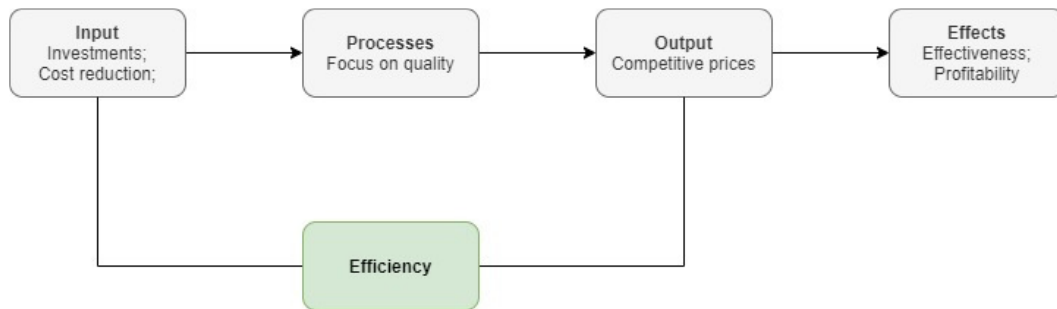 Input
Investments;
Cost reduction;
Processes
Focus on quality
Output
Competitive prices
Effects
Effectiveness;
Profitability
Efficiency